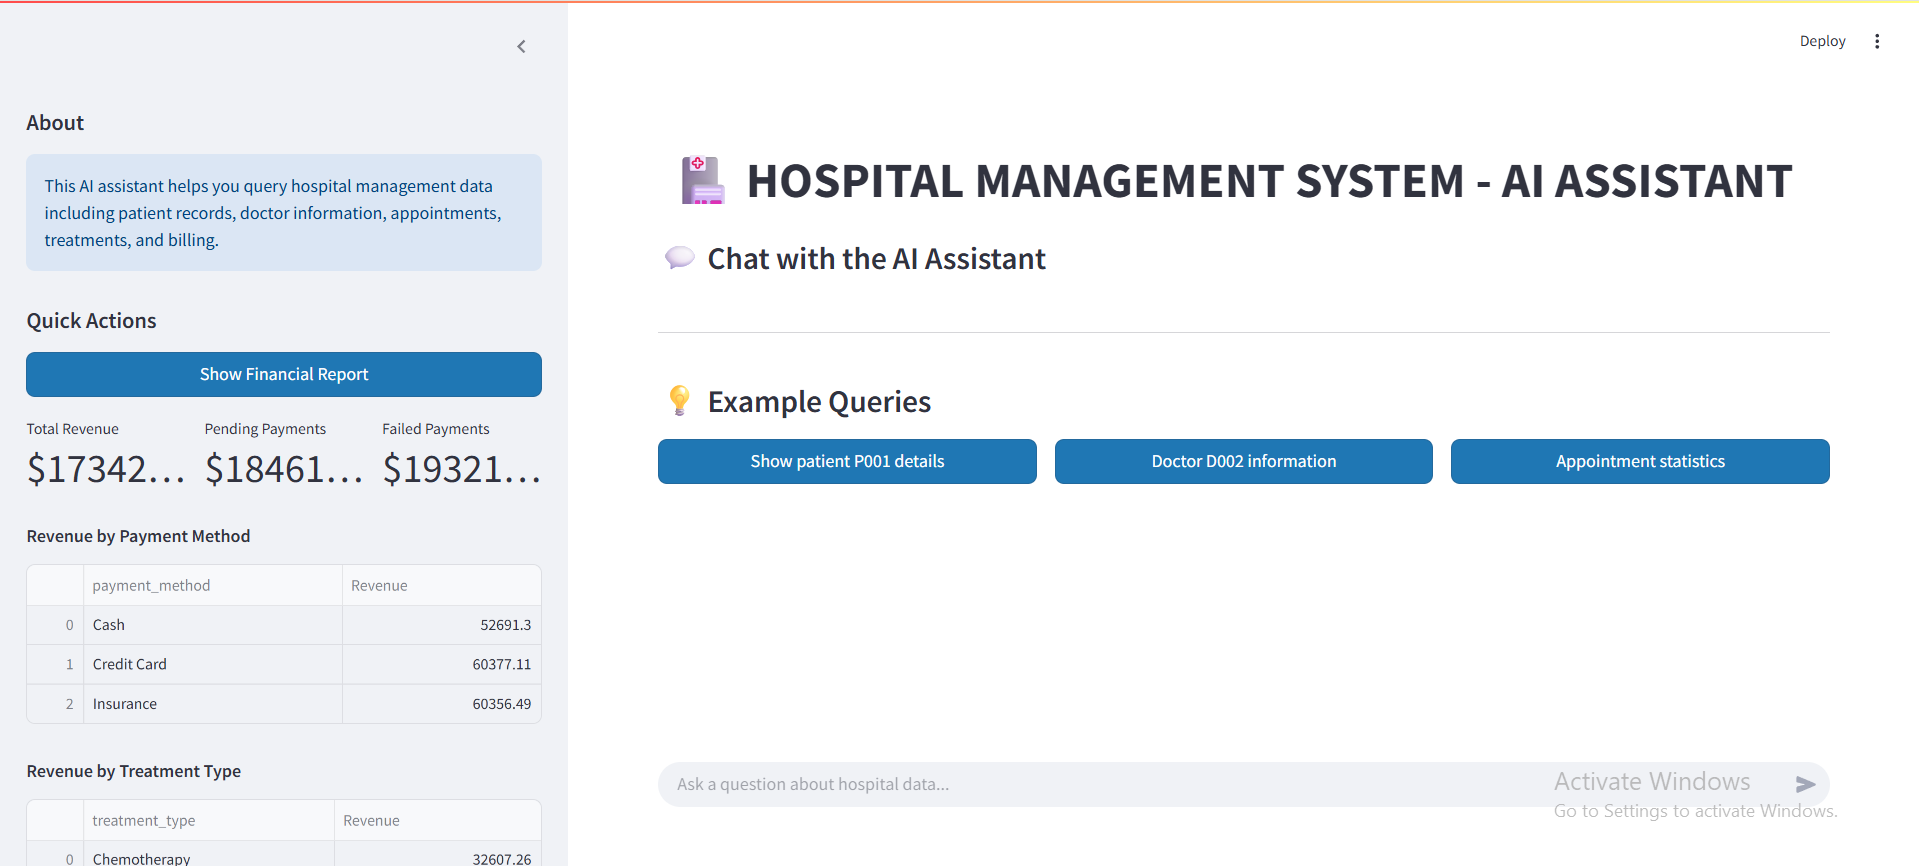 Deploy
About
This AI assistant helps you query hospital management data
including patient records, doctor information, appointments,
treatments, and billing.
Quick Actions
Show Financial Report
Total Revenue Pending Payments Failed Payments
$17342... $18461... $19321...
Revenue by Payment Method
payment_method Revenue
0 Cash 52691.3
1 Credit Card 60377.11
2 Insurance 60356.49
Revenue by Treatment Type
treatment_type Revenue
0 Chemotherapy 32607.26
HOSPITAL MANAGEMENT SYSTEM - AI ASSISTANT
Chat with the AI Assistant
Example Queries
Show patient P001 details Doctor D002 information Appointment statistics
Ask a question about hospital data...
Activate Windows
Go to Settings to activate Windows.